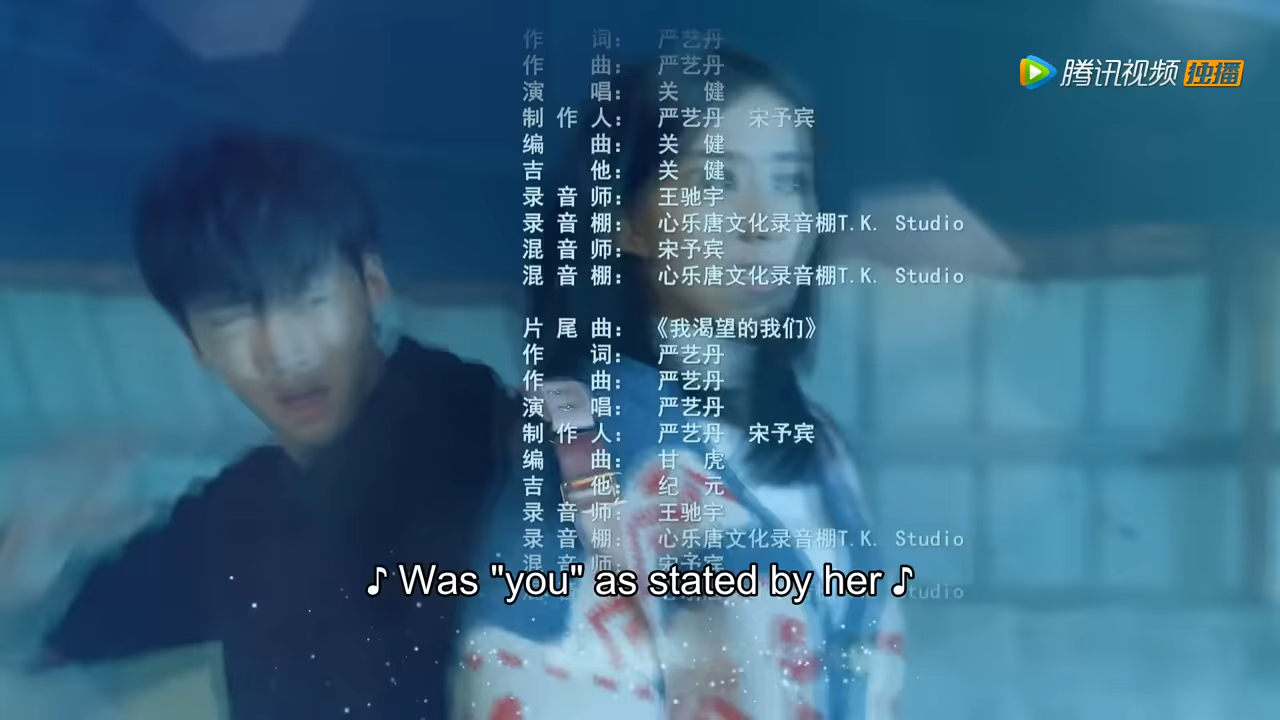 作 词： 严艺丹
作 曲： 严艺丹
演 唱： 关 健
制 作 人： 严艺丹 宋予宾
编 曲： 关 健
吉 他： 关 健
录 音 师： 王驰宇
录 音 棚： 心乐唐文化录音棚T.K. Studio
混 音 师： 宋予宾
混 音 棚： 心乐唐文化录音棚T.K. Studio
片 尾 曲： 《我渴望的我们》
作 词： 严艺丹
作 曲： 严艺丹
演 唱： 严艺丹
制 作 人： 严艺丹 宋予宾
编 曲： 甘 虎
吉 他： 纪 元
录 音 师： 王驰宇
录 音 棚： 心乐唐文化录音棚T.K. Studio
混 音 师： 宋予宾
♪ Was "you" as stated by her ♪
腾讯视频 独播